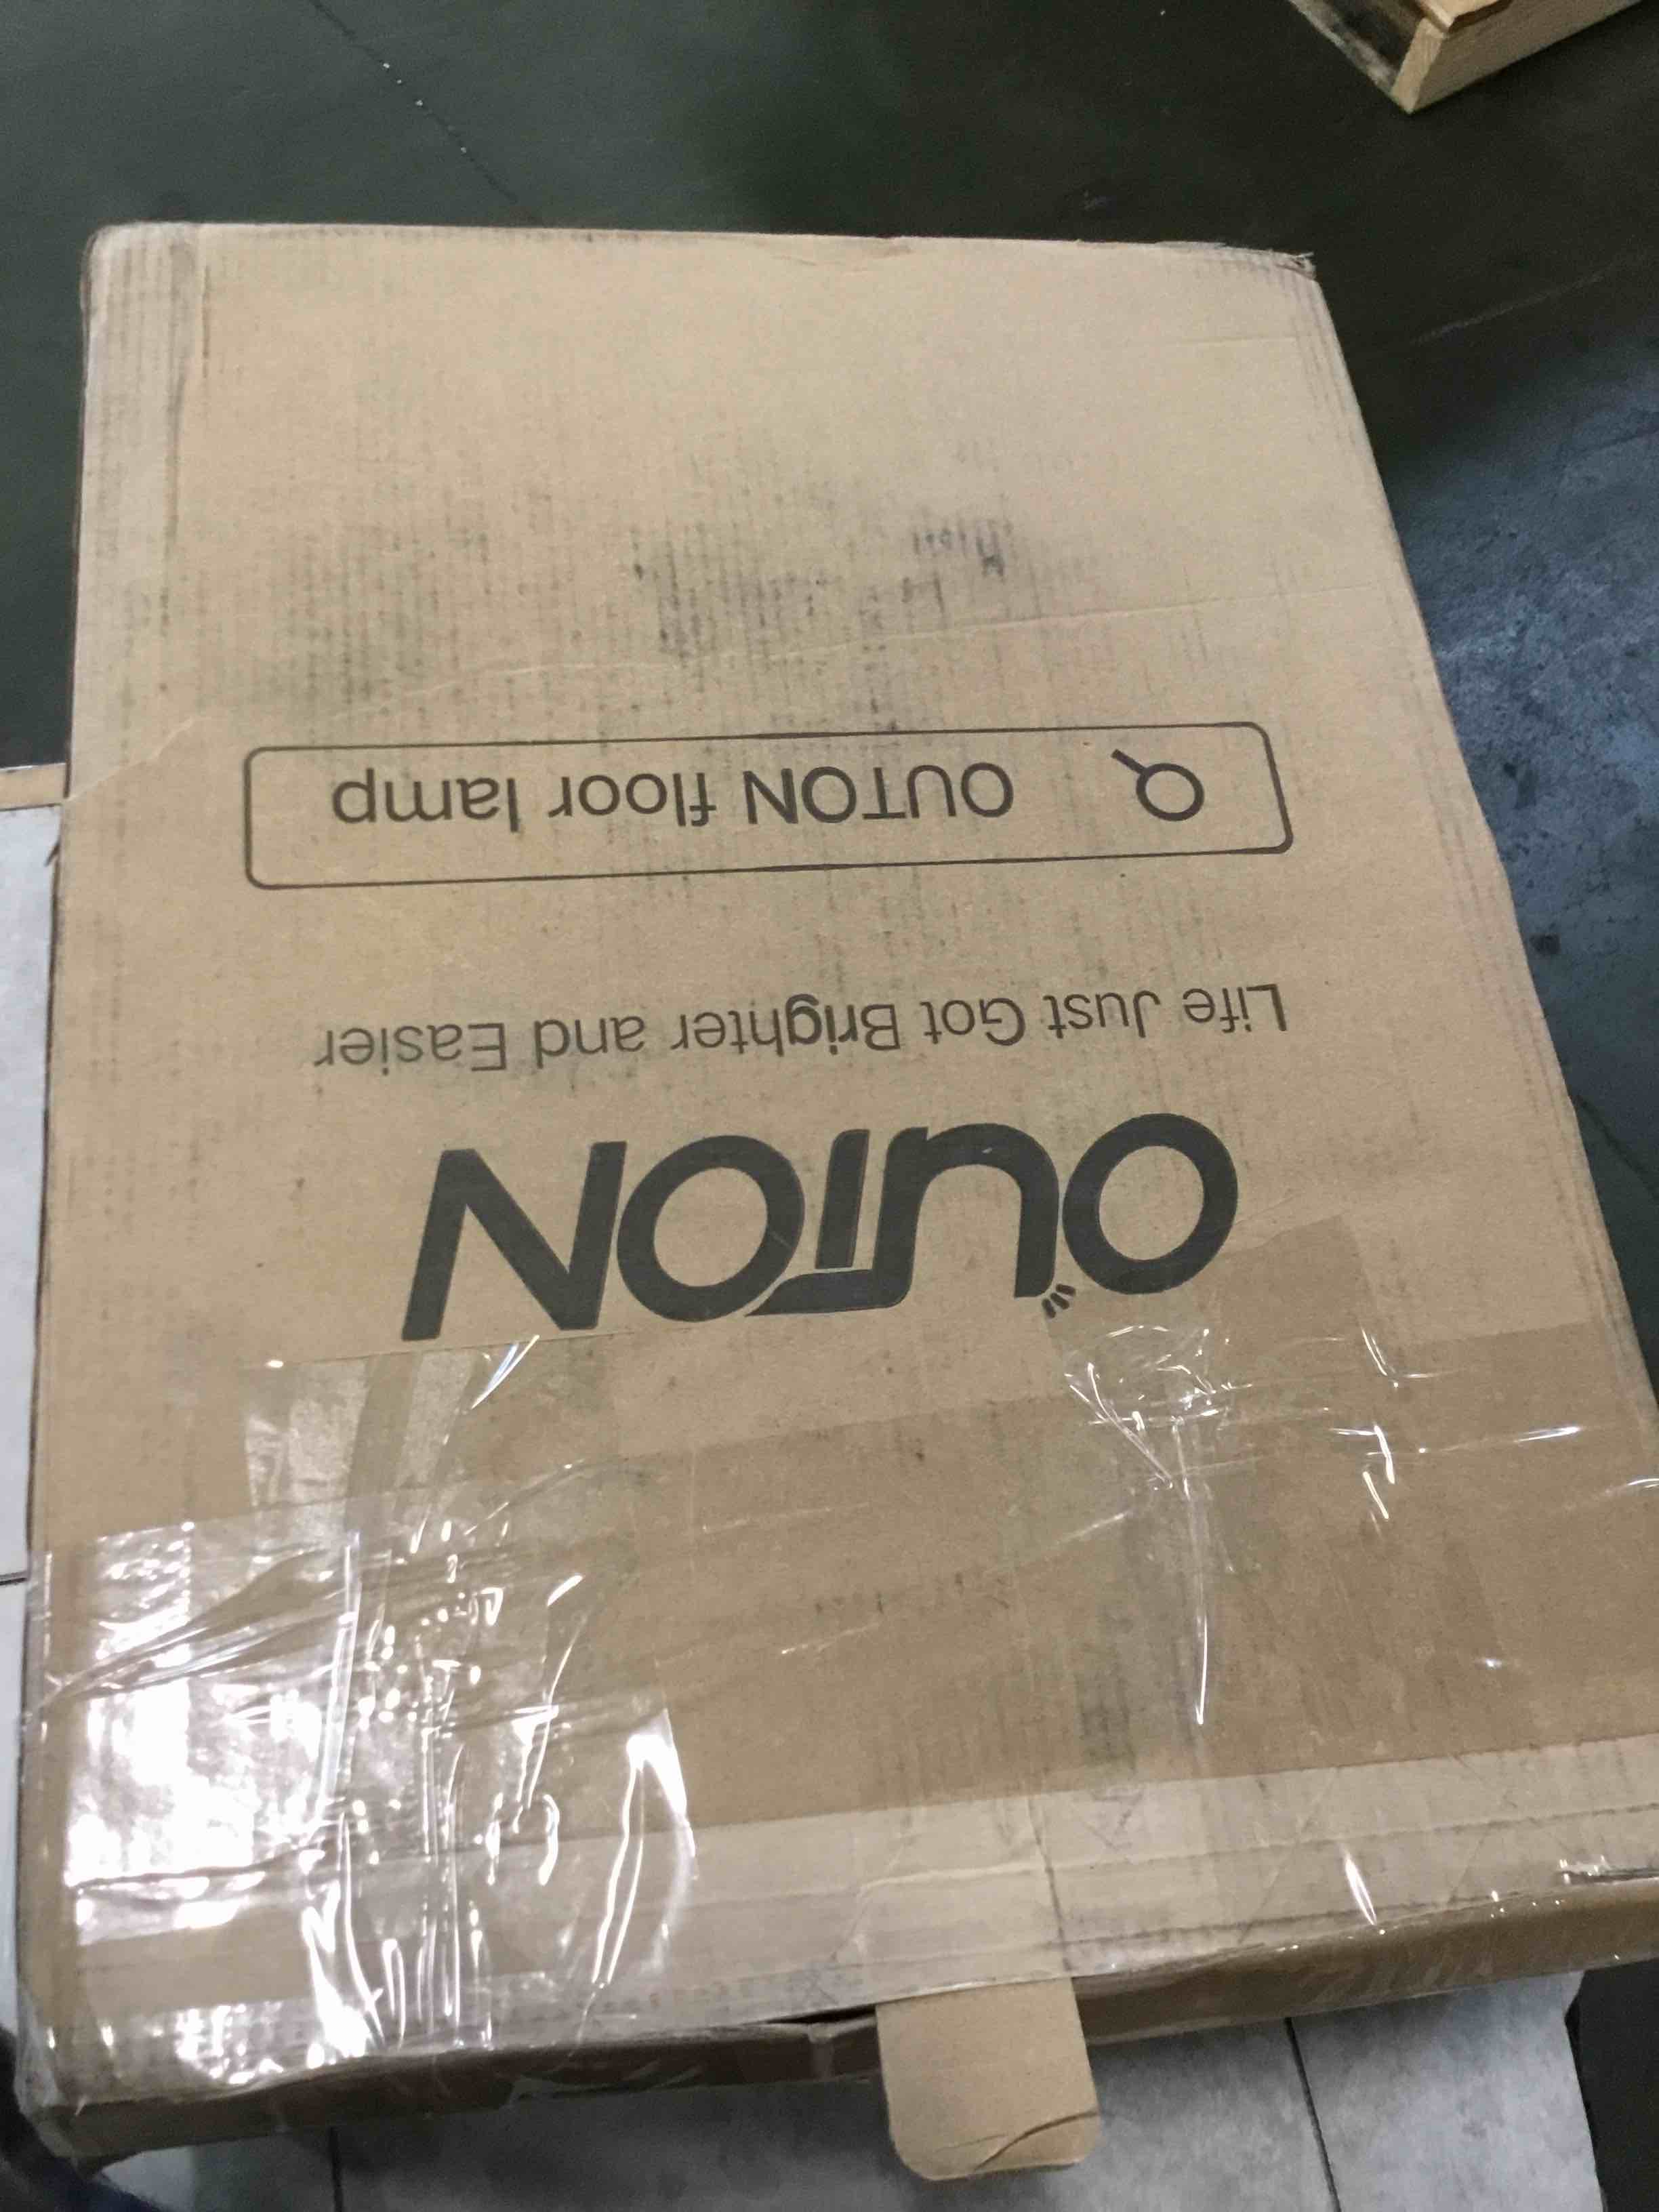 OUTON
Life Just Got Brighter and Easier
OUTON floor lamp